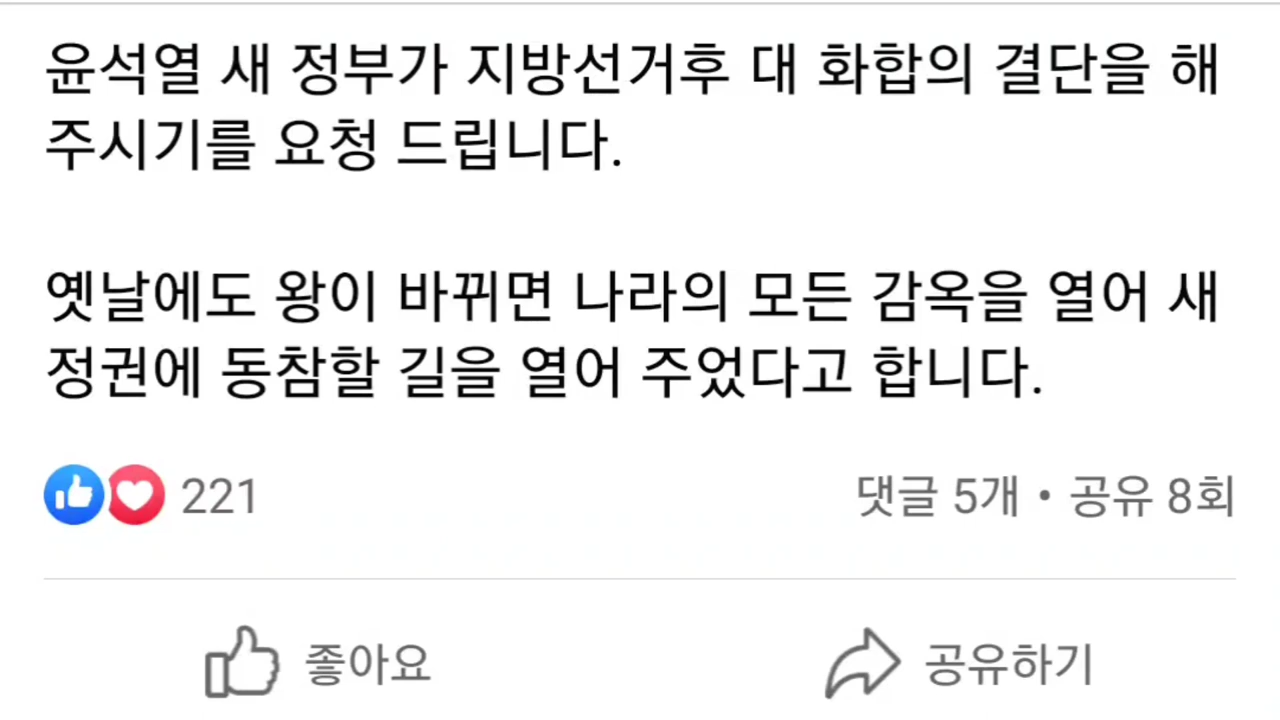 윤석열 새 정부가 지방선거후 대 화합의 결단을 해
주시기를 요청 드립니다.
옛날에도 왕이 바뀌면 나라의 모든 감옥을 열어 새
정권에 동참할 길을 열어 주었다고 합니다.
221 댓글 5개 • 공유 8회
좋아요 공유하기